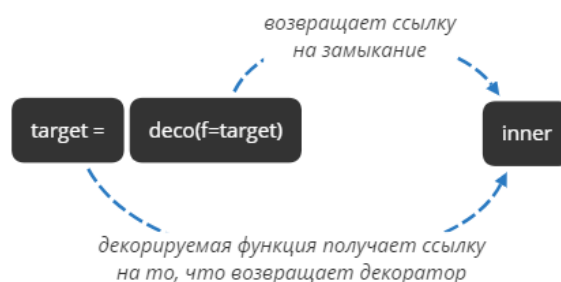 возвращает ссылку
на замыкание
target =
deco(f=target)
inner
декорируемая функция получает ссылку
на то, что возвращает декоратор